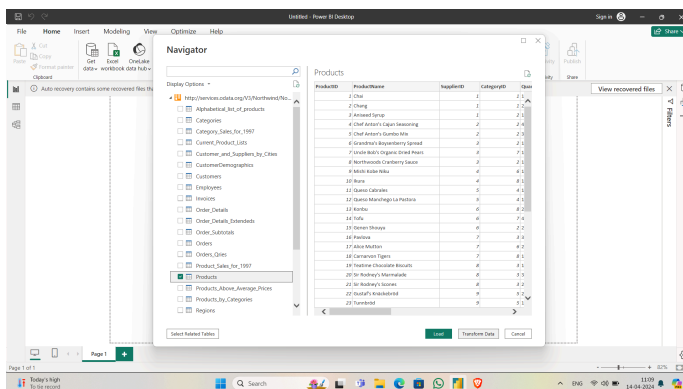 Untitled - Power BI Desktop
Sign in
File Home Insert Modeling View Optimize Help
Share
Paste
Cut
Copy
Format painter
Clipboard
Get data
Excel workbook
OneLake data hub
Publish
Share
Auto recovery contains some recovered files
View recovered files
Filters
Navigator
Display Options
http://services.odata.org/V3/Northwind/No...
Alphabetical_list_of_products
Categories
Category_Sales_for_1997
Current_Product_Lists
Customer_and_Suppliers_by_Cities
CustomerDemographics
Customers
Employees
Invoices
Order_Details
Order_Details_Extendeds
Order_Subtotals
Orders
Orders_Qries
Product_Sales_for_1997
Products
Products_Above_Average_Prices
Products_by_Categories
Regions
Products
ProductID ProductName SupplierID CategoryID
1 Chai 1 1
2 Chang 1 1
3 Aniseed Syrup 1 2
4 Chef Anton's Cajun Seasoning 2 2
5 Chef Anton's Gumbo Mix 2 2
6 Grandma's Boysenberry Spread 3 2
7 Uncle Bob's Organic Dried Pears 3 7
8 Northwoods Cranberry Sauce 3 2
9 Mishi Kobe Niku 4 6
10 Ikura 4 8
11 Queso Cabrales 5 4
12 Queso Manchego La Pastora 5 4
13 Konbu 6 8
14 Tofu 6 7
15 Genen Shouyu 6 2
16 Pavlova 7 3
17 Alice Mutton 7 6
18 Carnarvon Tigers 7 8
19 Teatime Chocolate Biscuits 8 3
20 Sir Rodney's Marmalade 8 3
21 Sir Rodney's Scones 8 3
22 Gustaf's Knäckebröd 9 5
23 Tunnbröd 9 5
Select Related Tables
Load
Transform Data
Cancel
Page 1
Page 1 of 1
82%
Today's high
To be record
Search
ENG
11:09
14-04-2024